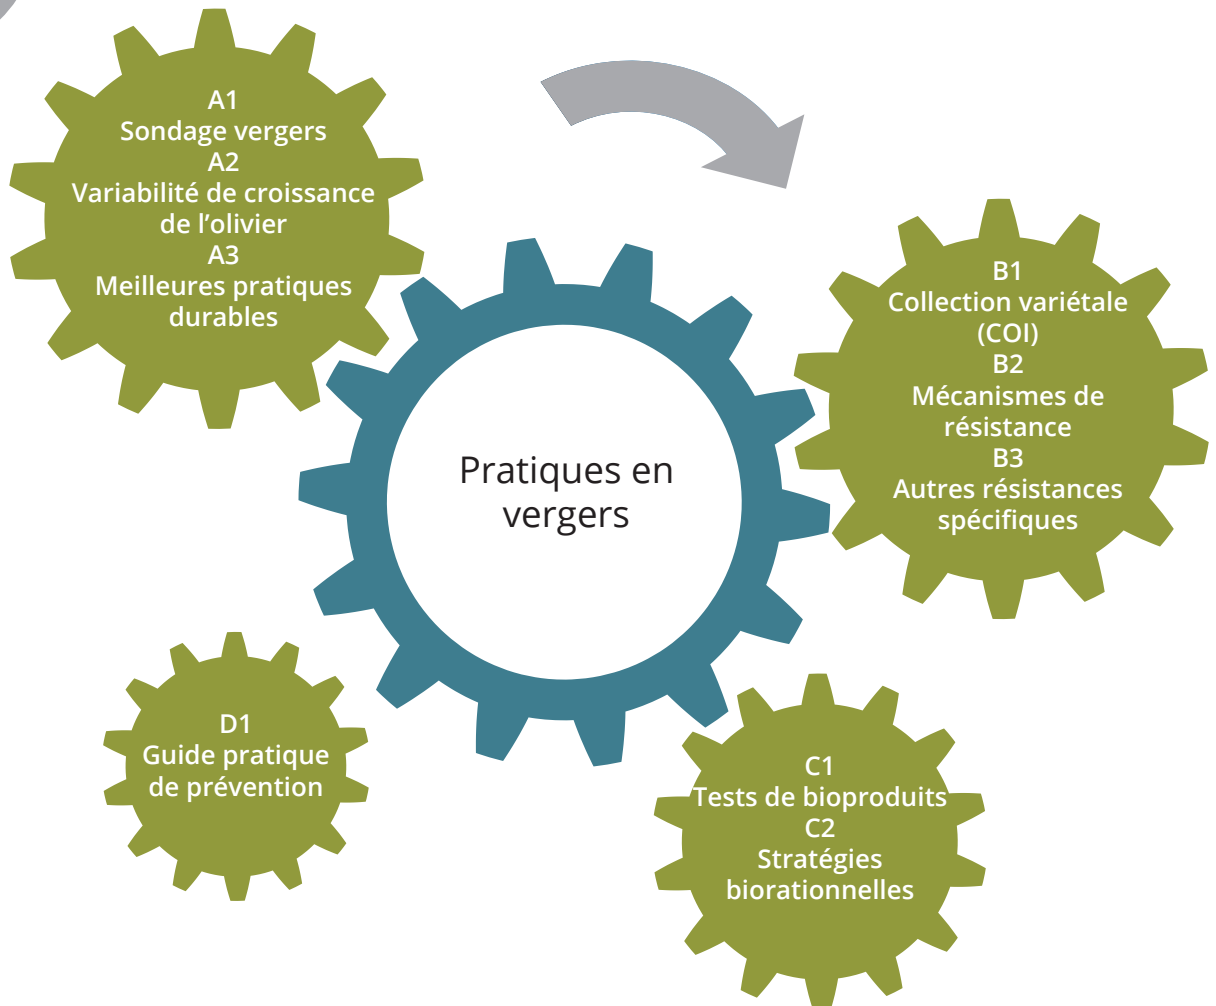 A1
Sondage vergers
A2
Variabilité de croissance
de l’olivier
A3
Meilleures pratiques
durables
B1
Collection variétale
(COI)
B2
Mécanismes de
résistance
B3
Autres résistances
spécifiques
Pratiques en
vergers
D1
Guide pratique
de prévention
C1
Tests de bioproduits
C2
Stratégies
biorationnelles